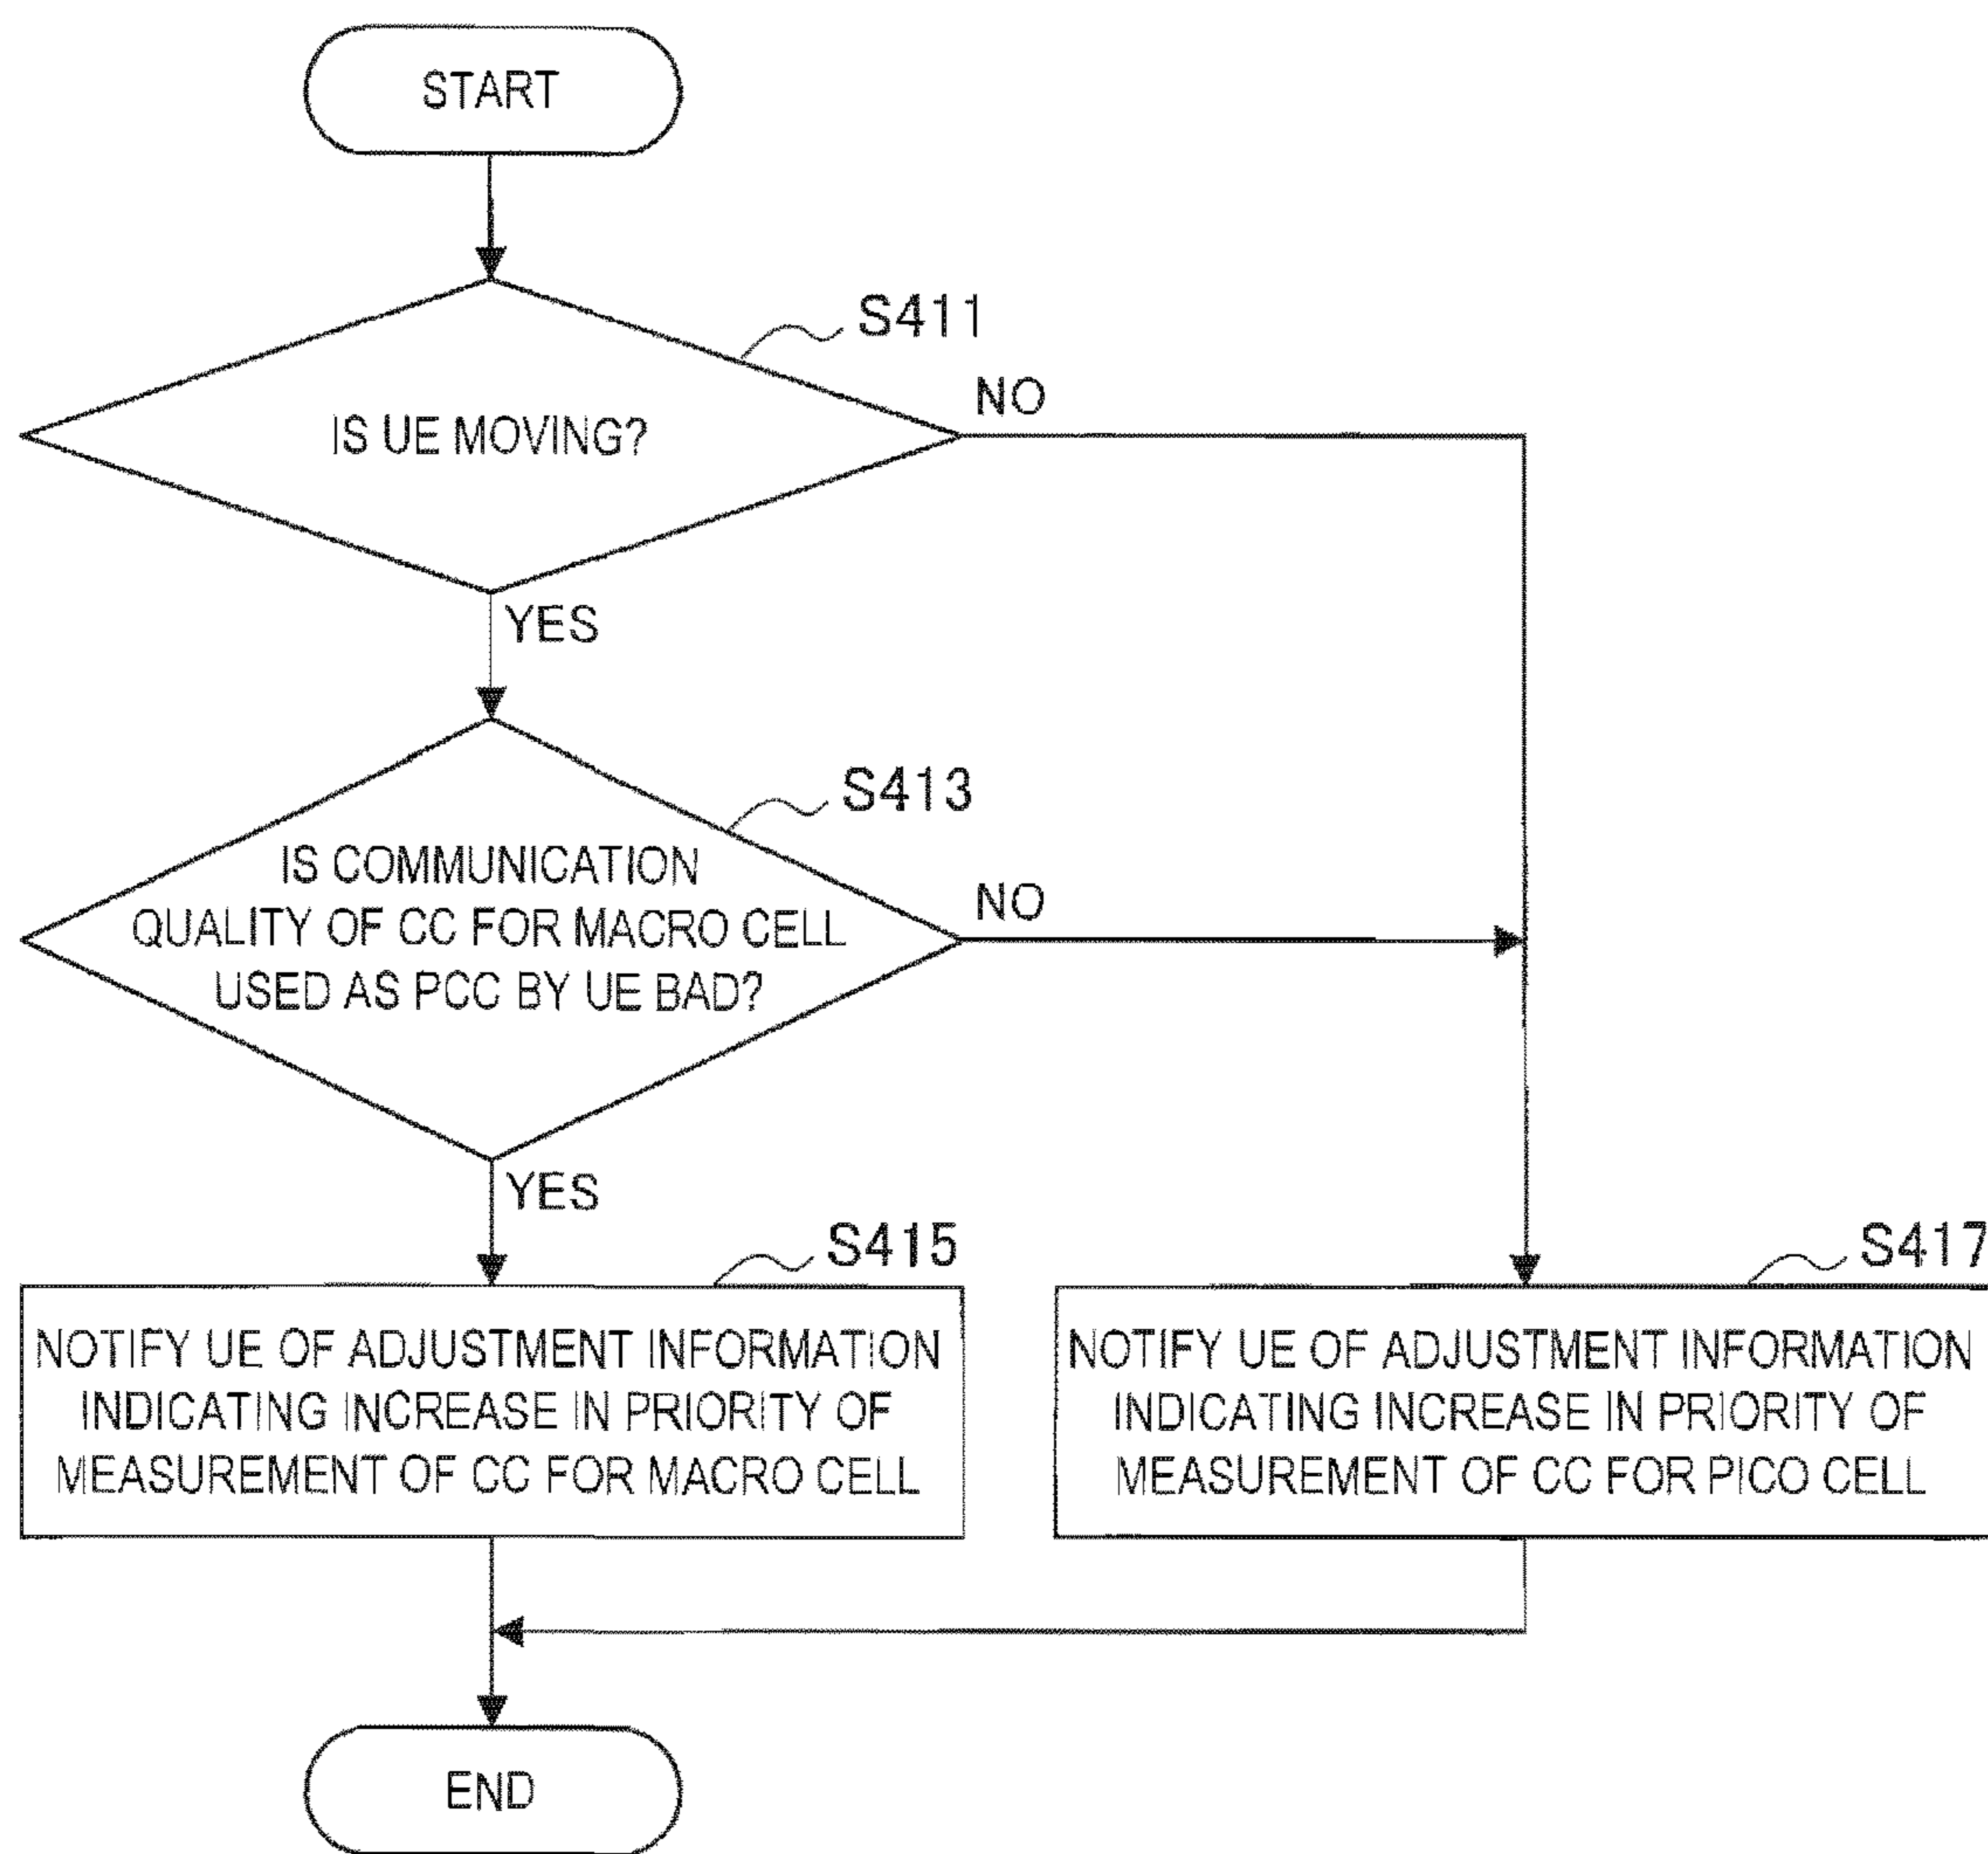 START
S411
IS UE MOVING?
NO
YES
S413
IS COMMUNICATION
QUALITY OF CC FOR MACRO CELL
USED AS PCC BY UE BAD?
NO
YES
S415
NOTIFY UE OF ADJUSTMENT INFORMATION
INDICATING INCREASE IN PRIORITY OF
MEASUREMENT OF CC FOR MACRO CELL
S417
NOTIFY UE OF ADJUSTMENT INFORMATION
INDICATING INCREASE IN PRIORITY OF
MEASUREMENT OF CC FOR PICO CELL
END